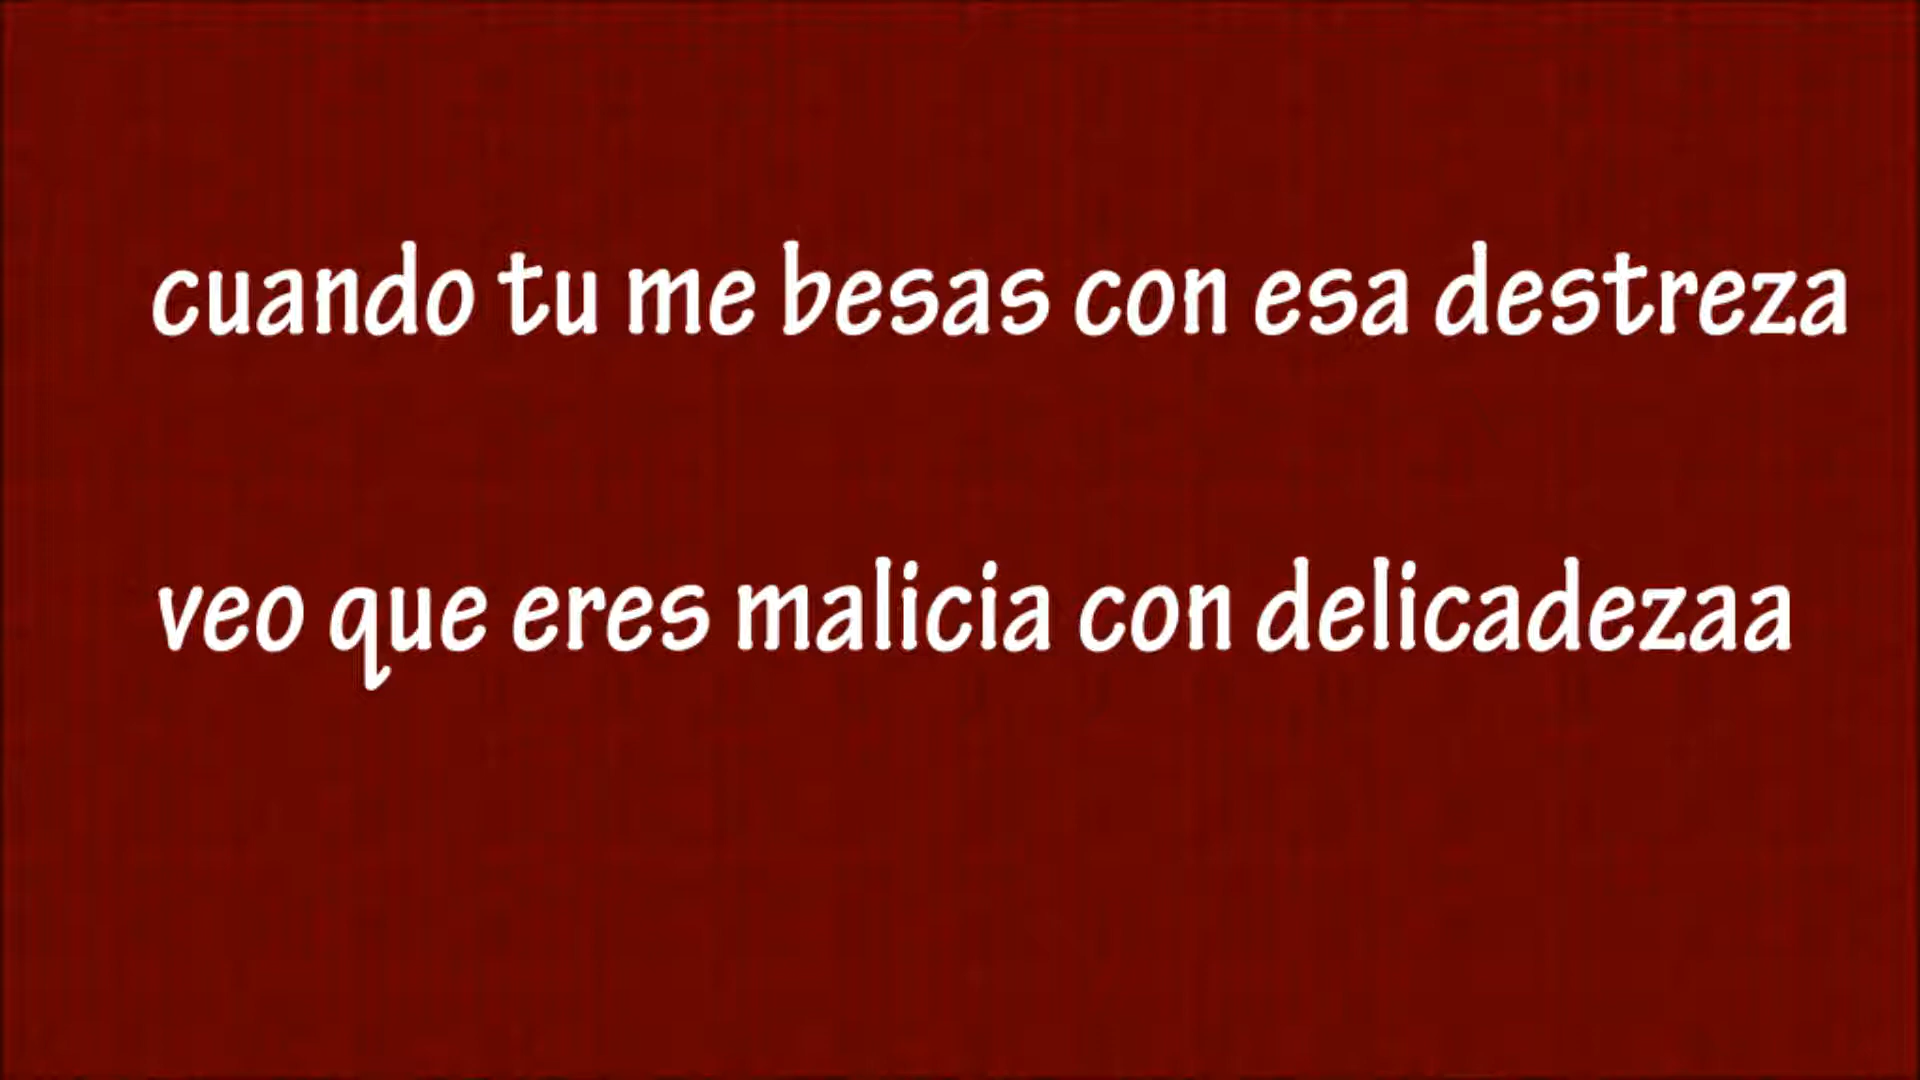 cuando tu me besas con esa destreza
veo que eres malicia con delicadezaa